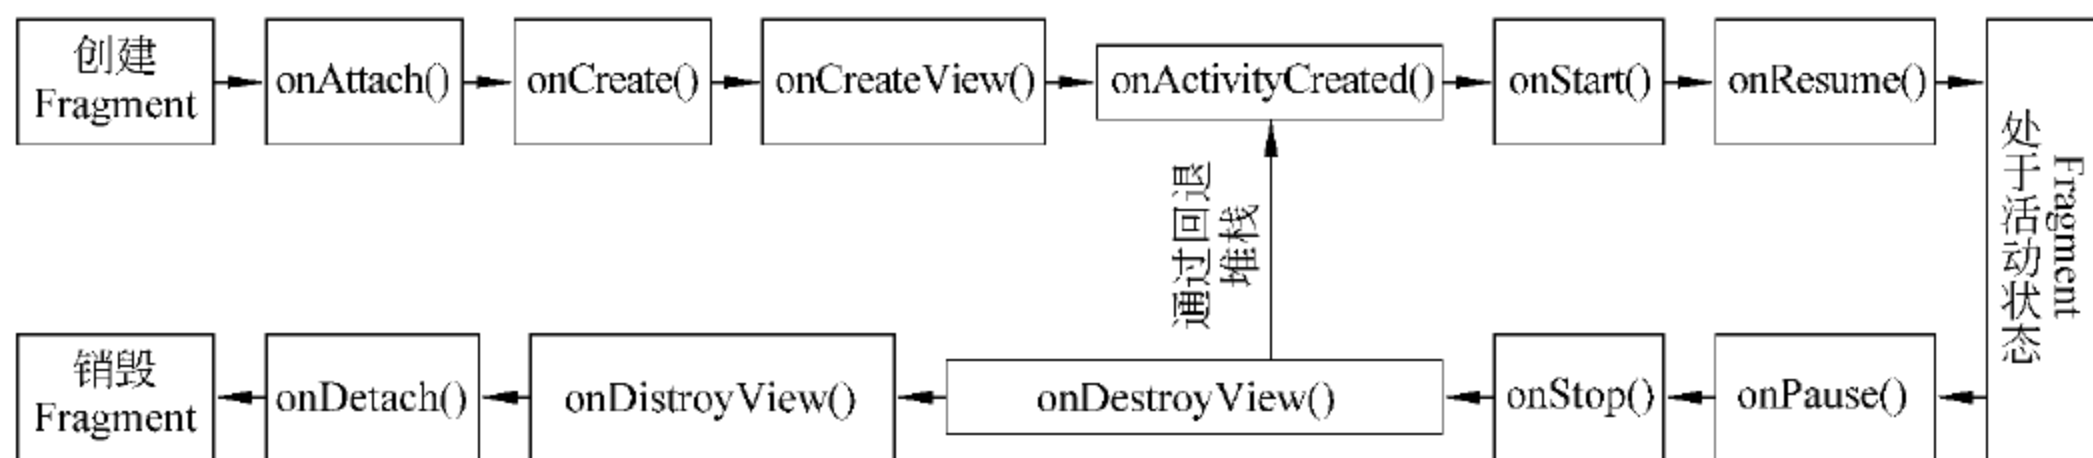 创建
Fragment
onAttach()
onCreate()
onCreateView()
onActivityCreated()
onStart()
onResume()
Fragment
处于活动状态
通过回退
堆栈
销毁
Fragment
onDetach()
onDistroyView()
onDestroyView()
onStop()
onPause()